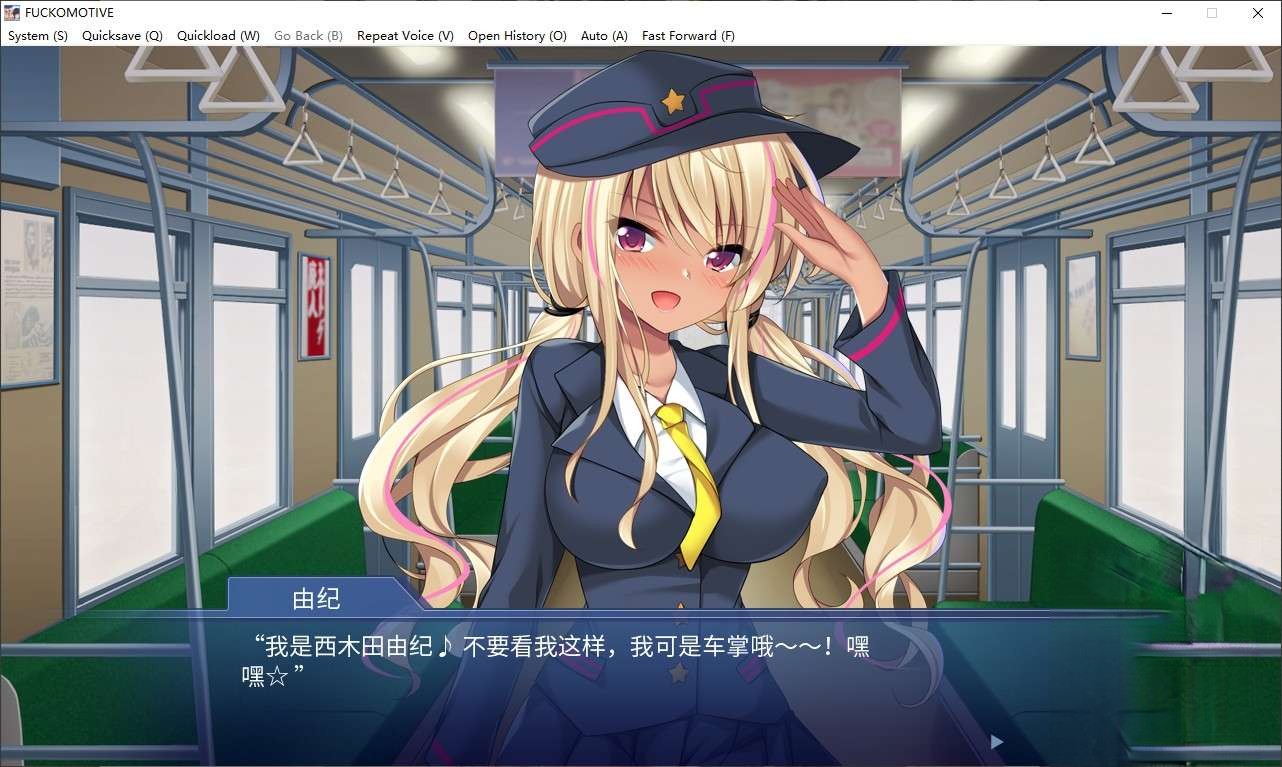 FUCKOMOTIVE
System (S) Quicksave (Q) Quickload (W) Go Back (B) Repeat Voice (V) Open History (O) Auto (A) Fast Forward (F)
由纪
“我是西木田由纪♪ 不要看我这样，我可是车掌哦～～！嘿
嘿☆”